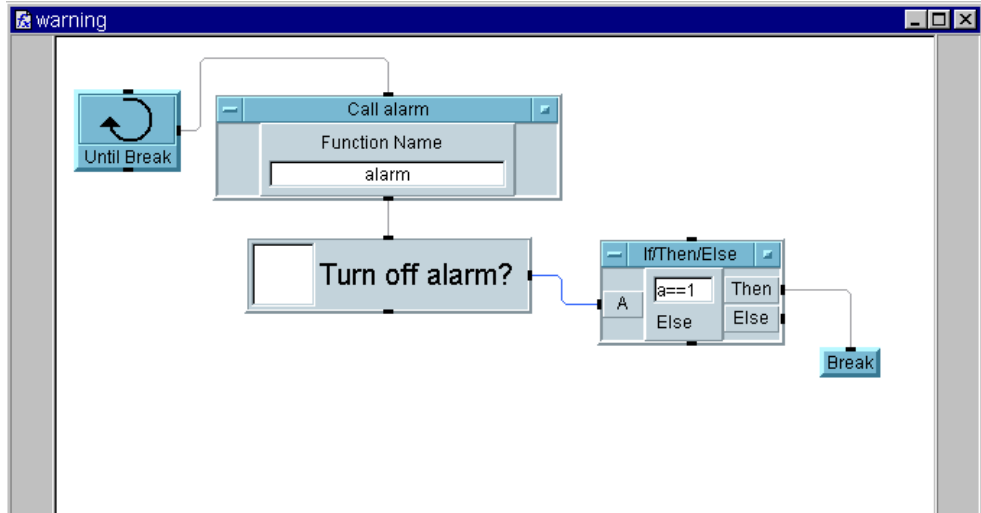 warning
Call alarm
Until Break
Function Name
alarm
Turn off alarm?
If/Then/Else
A
a==1
Then
Else
Else
Break